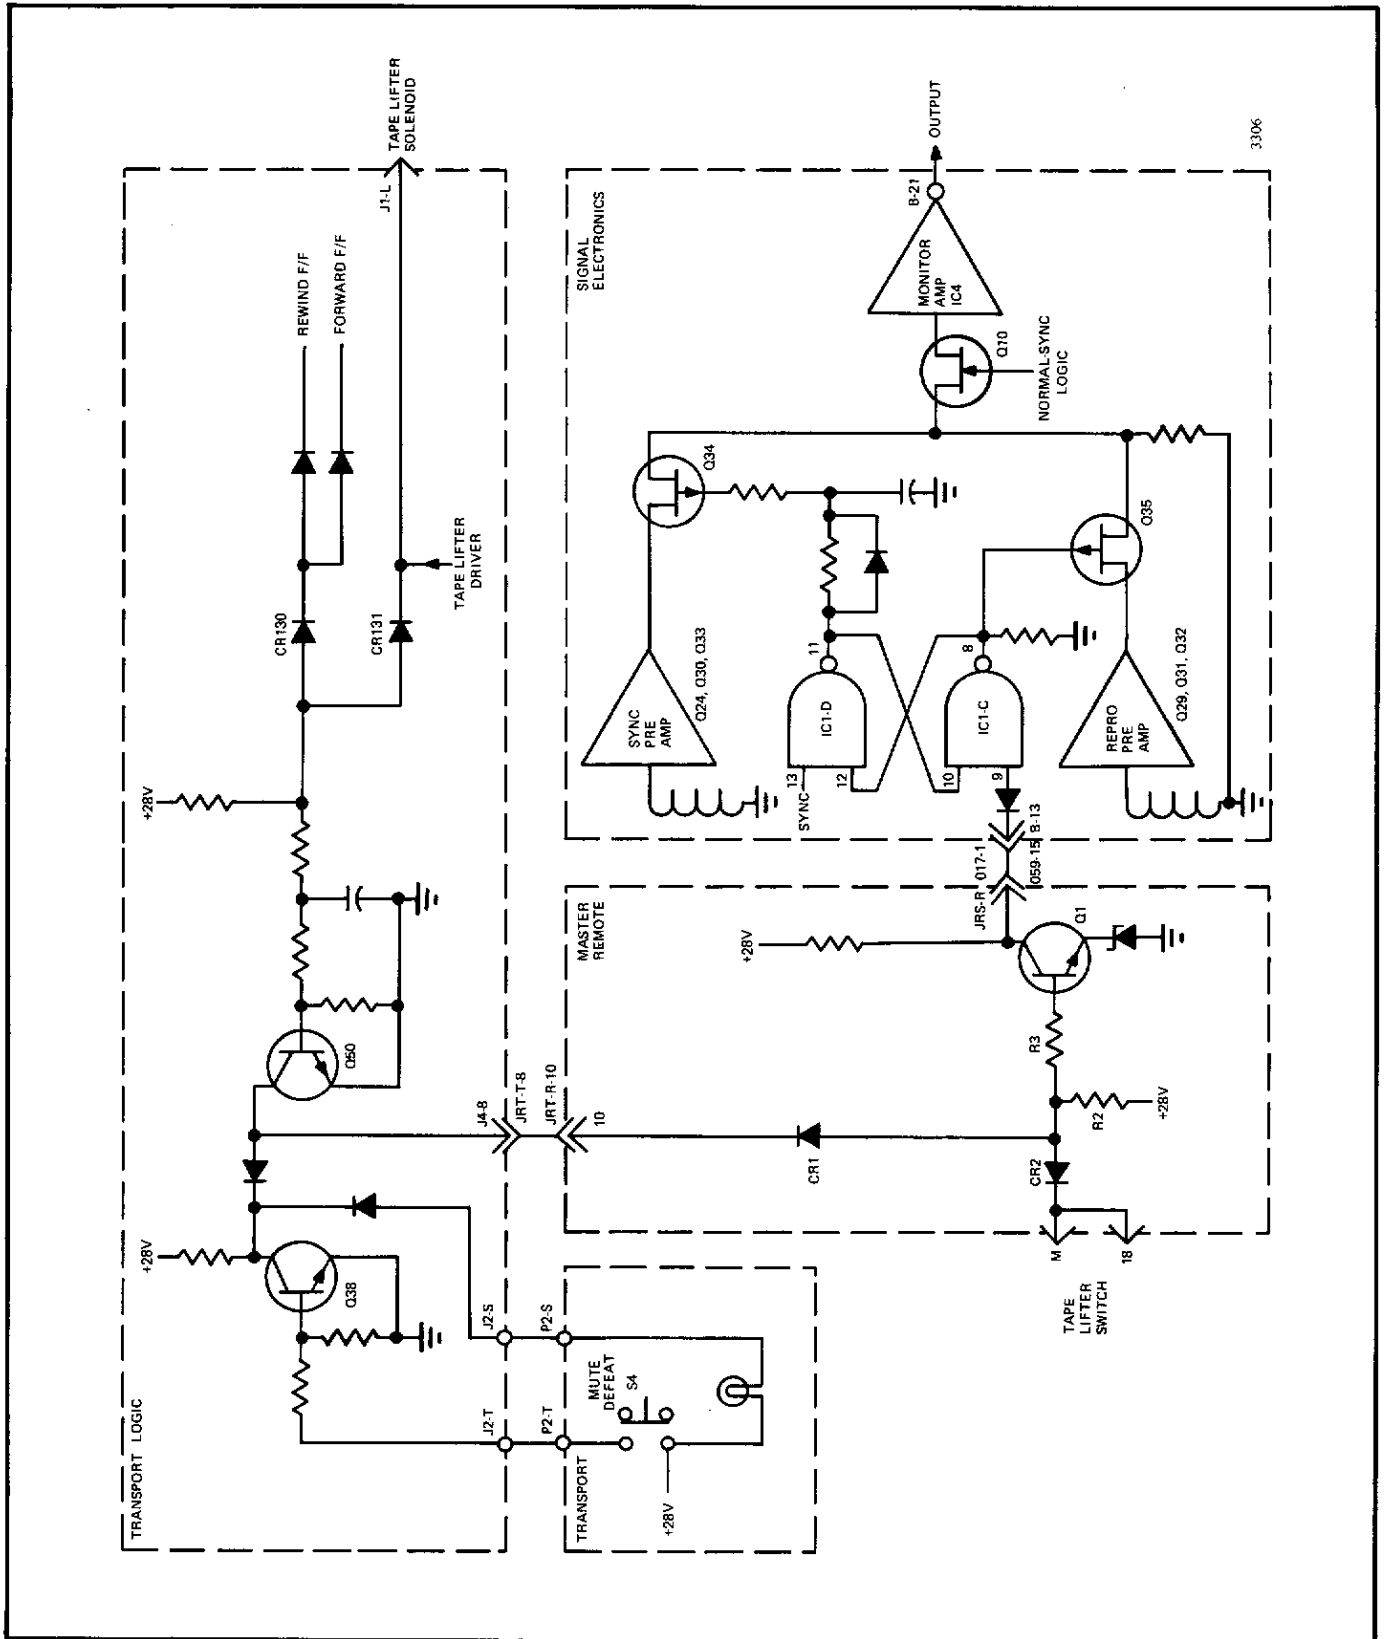 TRANSPORT LOGIC
+28V
Q38
J2-T
J2-S
J4-8
JRT-T-8
JRT-R-10
10
Q50
+28V
CR130
CR131
TAPE LIFTER
DRIVER
REWIND F/F
FORWARD F/F
J1-L
TAPE LIFTER
SOLENOID
TRANSPORT
P2-T
P2-S
MUTE
DEFEAT
S4
+28V
MASTER
REMOTE
TAPE
LIFTER
SWITCH
M
18
CR2
CR1
R2
+28V
R3
Q1
+28V
JRS-R
017-1
059-15
B-13
SIGNAL
ELECTRONICS
SYNC
PRE
AMP
Q24, Q30, Q33
SYNC
13
12
IC1-D
11
10
9
IC1-C
8
REPRO
PRE
AMP
Q29, Q31, Q32
Q34
Q35
Q10
NORMAL-SYNC
LOGIC
MONITOR
AMP
IC4
B-21
OUTPUT
3306